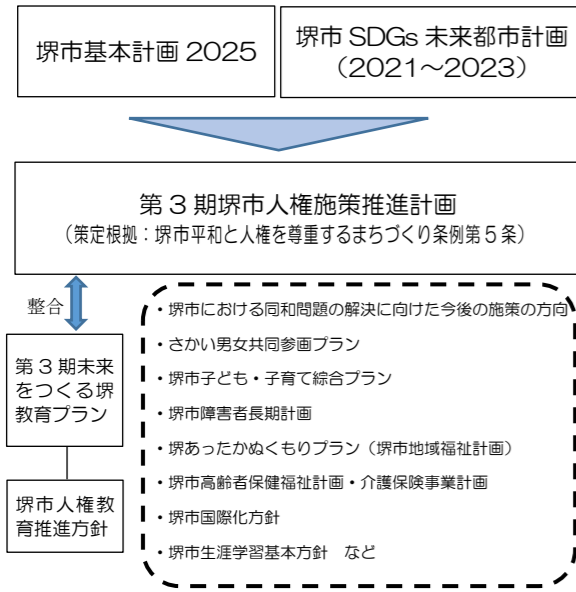 堺市基本計画 2025
堺市 SDGs 未来都市計画
（2021～2023）
第３期堺市人権施策推進計画
（策定根拠：堺市平和と人権を尊重するまちづくり条例第５条）
整合
第３期未来
をつくる堺
教育プラン
堺市人権教
育推進方針
・堺市における同和問題の解決に向けた今後の施策の方向
・さかい男女共同参画プラン
・堺市子ども・子育て総合プラン
・堺市障害者長期計画
・堺あったかぬくもりプラン（堺市地域福祉計画）
・堺市高齢者保健福祉計画・介護保険事業計画
・堺市国際化方針
・堺市生涯学習基本方針　など